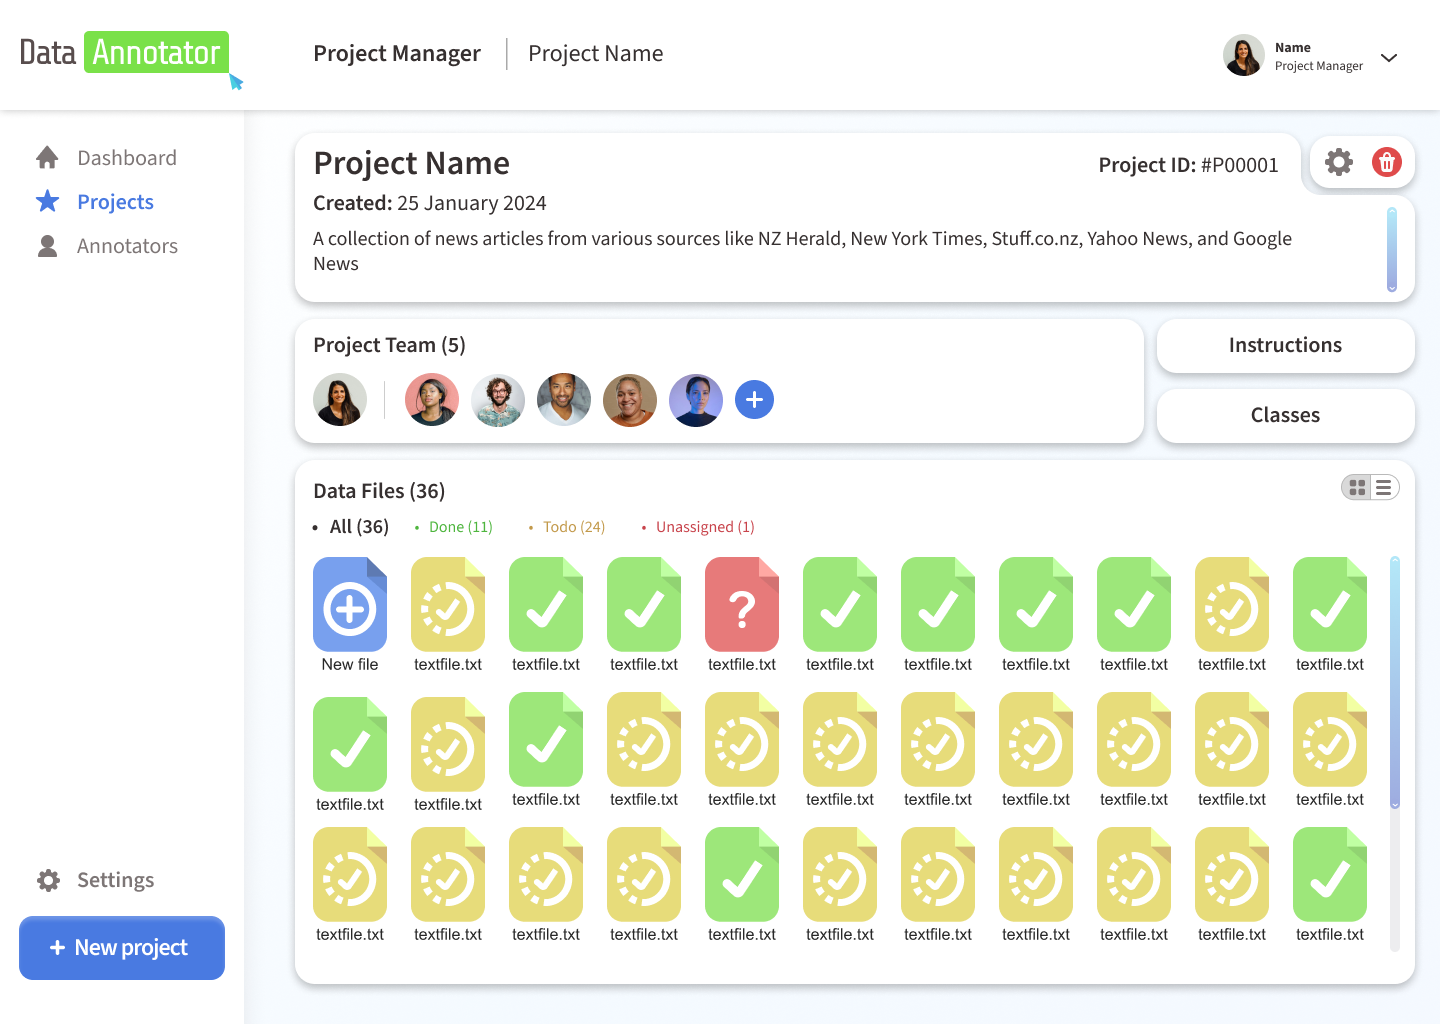 Data Annotator
Project Manager
Project Name
Name
Project Manager
Dashboard
Projects
Annotators
Settings
+ New project
Project Name
Project ID: #P00001
Created: 25 January 2024
A collection of news articles from various sources like NZ Herald, New York Times, Stuff.co.nz, Yahoo News, and Google
News
Project Team (5)
Instructions
Classes
Data Files (36)
• All (36) • Done (11) • Todo (24) • Unassigned (1)
?
New file textfile.txt textfile.txt textfile.txt textfile.txt textfile.txt textfile.txt textfile.txt textfile.txt textfile.txt textfile.txt
textfile.txt textfile.txt textfile.txt textfile.txt textfile.txt textfile.txt textfile.txt textfile.txt textfile.txt textfile.txt textfile.txt
textfile.txt textfile.txt textfile.txt textfile.txt textfile.txt textfile.txt textfile.txt textfile.txt textfile.txt textfile.txt textfile.txt